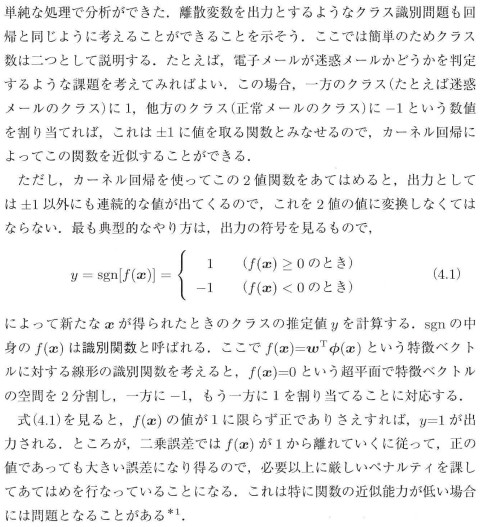 単純な処理で分析ができた．離散変数を出力とするようなクラス識別問題も回
帰と同じように考えることができることを示そう．ここでは簡単のためクラス
数は二つとして説明する．たとえば，電子メールが迷惑メールかどうかを判定
するような課題を考えてみればよい．この場合，一方のクラス(たとえば迷惑
メールのクラス)に 1，他方のクラス(正常メールのクラス)に −1 という数値
を割り当てれば，これは ±1 に値を取る関数とみなせるので，カーネル回帰に
よってこの関数を近似することができる．
ただし，カーネル回帰を使ってこの 2 値関数をあてはめると，出力として
は ±1 以外にも連続的な値が出てくるので，これを 2 値の値に変換しなくては
ならない．最も典型的なやり方は，出力の符号を見るもので，
y = sgn[f(x)] = { 1 (f(x) ≥ 0 のとき)
−1 (f(x) < 0 のとき) (4.1)
によって新たな x が得られたときのクラスの推定値 y を計算する．sgn の中
身の f(x) は識別関数と呼ばれる．ここで f(x)=wᵀϕ(x) という特徴ベクト
ルに対する線形の識別関数を考えると，f(x)=0 という超平面で特徴ベクトル
の空間を 2 分割し，一方に −1，もう一方に 1 を割り当てることに対応する．
式(4.1)を見ると，f(x) の値が 1 に限らず正でありさえすれば，y=1 が出
力される．ところが，二乗誤差では f(x) が 1 から離れていくに従って，正の
値であっても大きい誤差になり得るので，必要以上に厳しいペナルティを課し
てあてはめを行なっていることになる．これは特に関数の近似能力が低い場合
には問題となることがある*1．